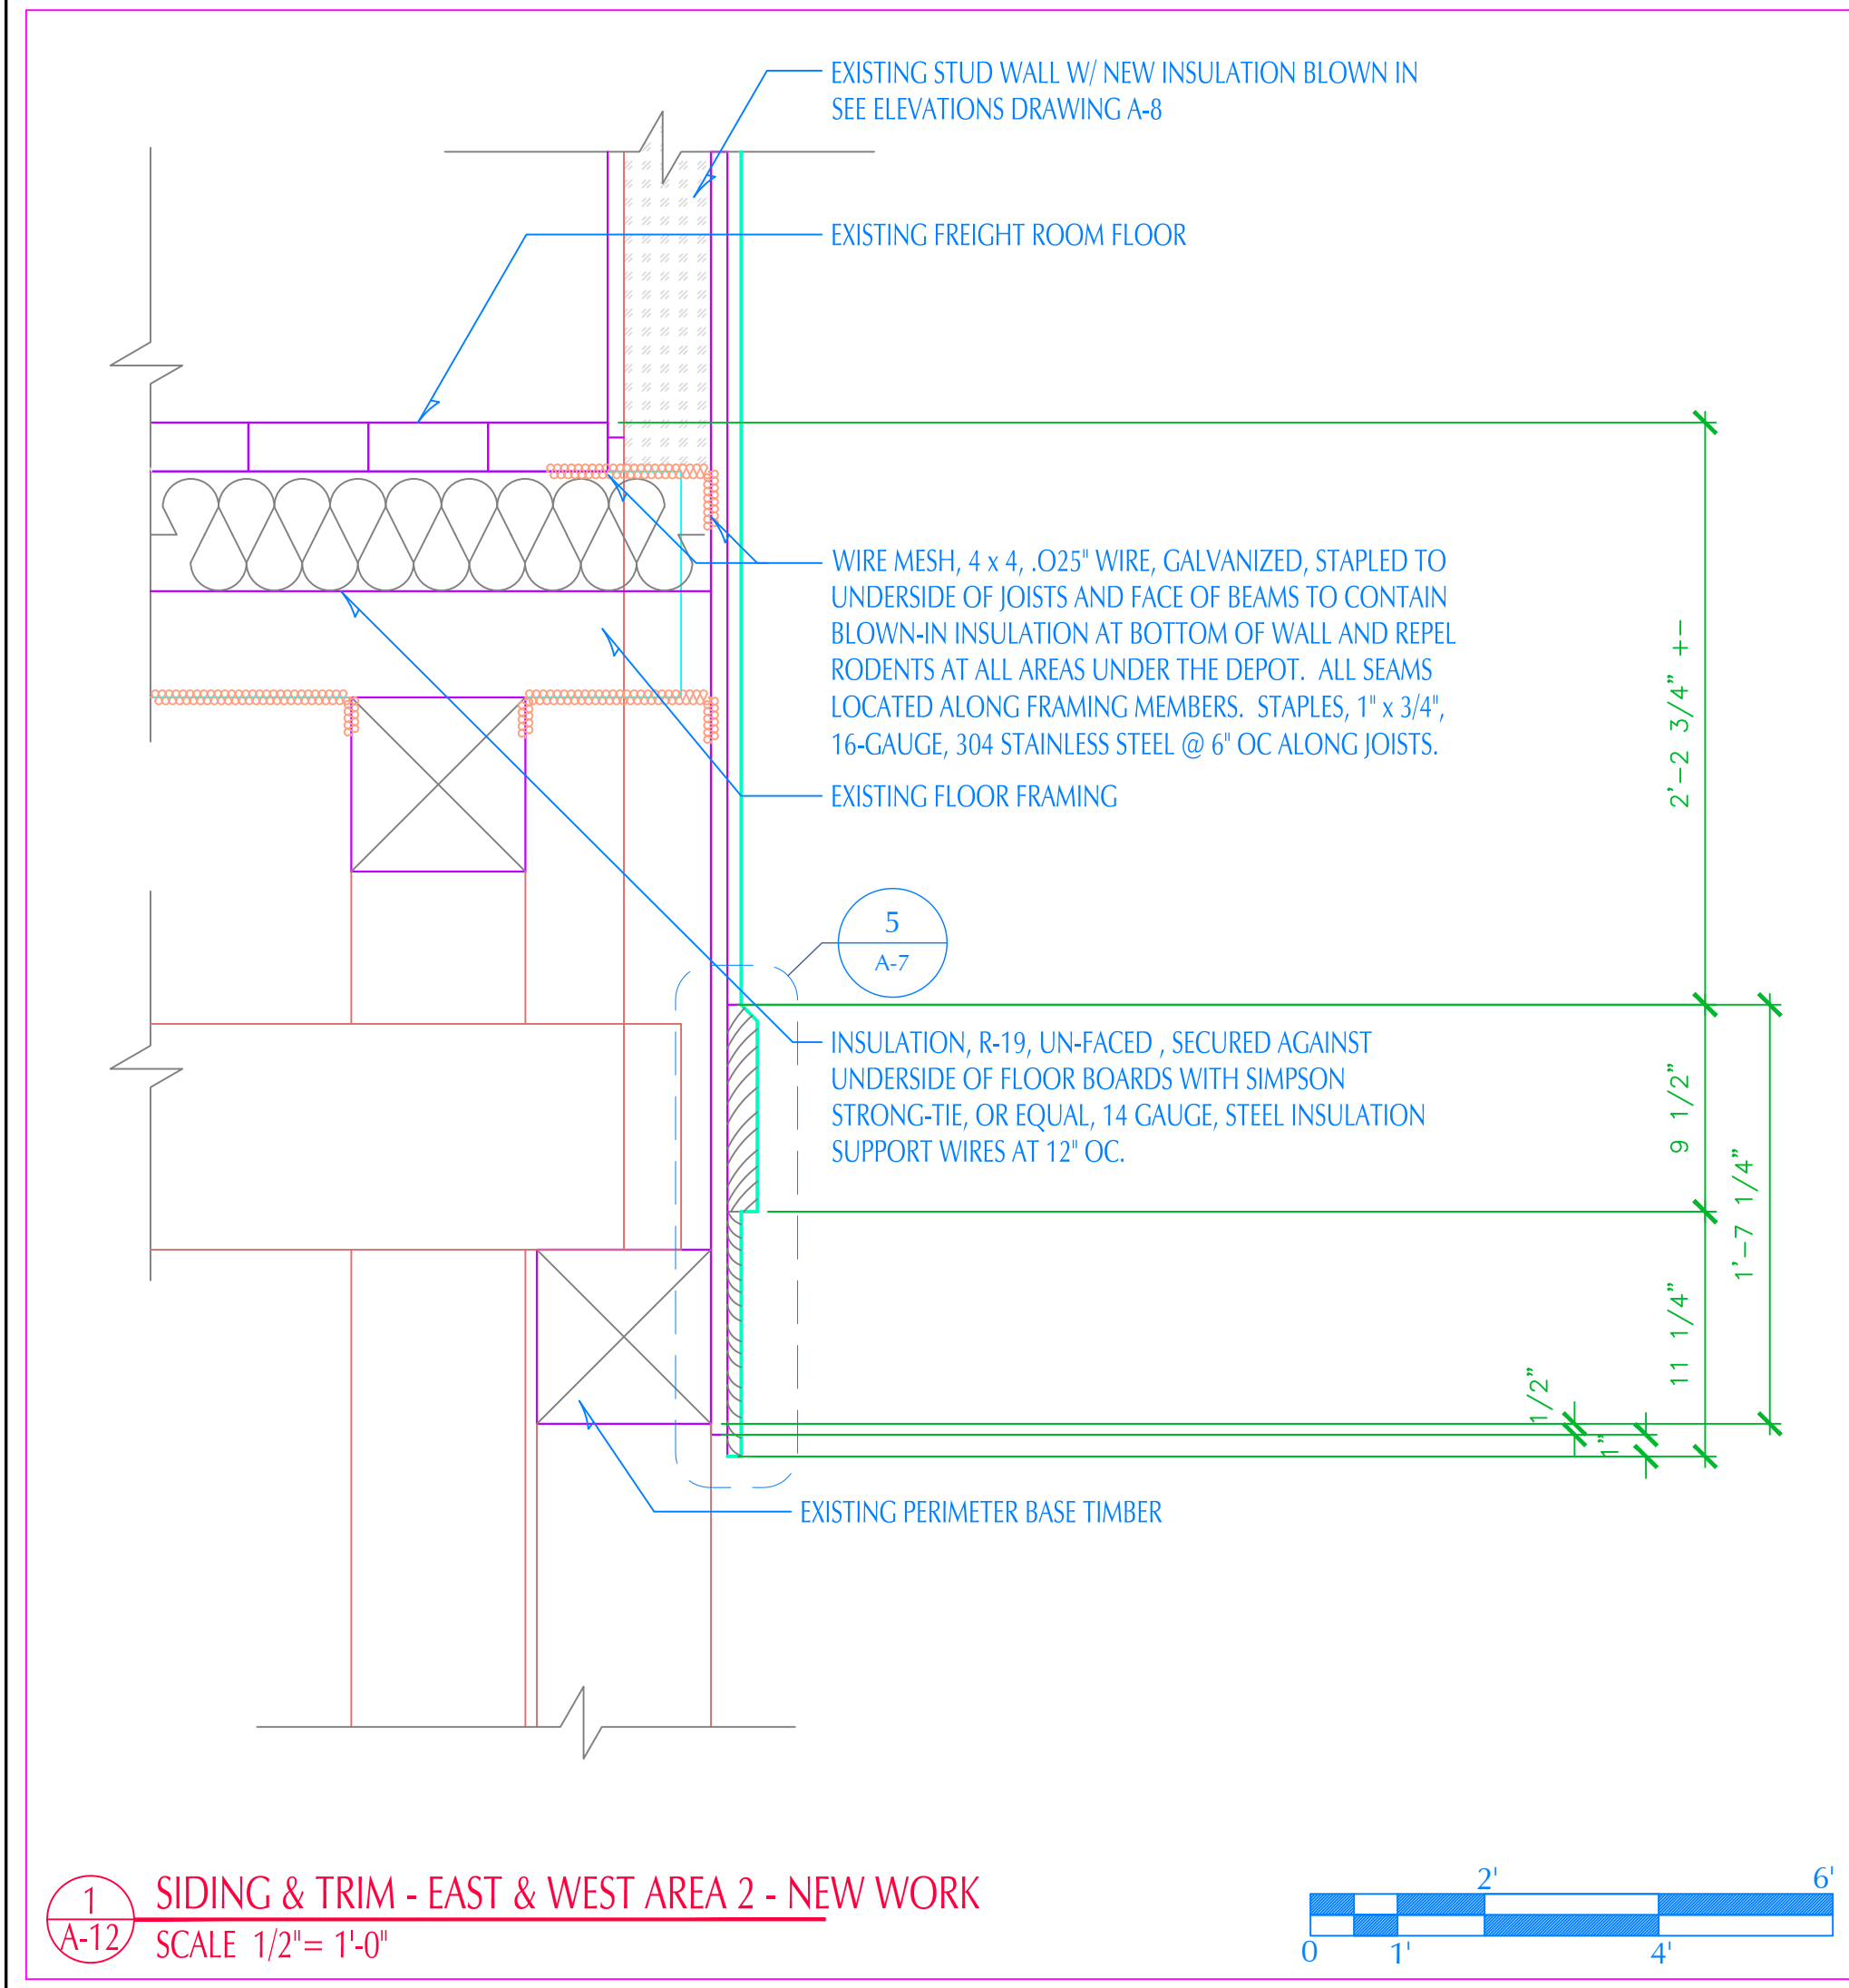 EXISTING STUD WALL W/ NEW INSULATION BLOWN IN
SEE ELEVATIONS DRAWING A-8
EXISTING FREIGHT ROOM FLOOR
WIRE MESH, 4 x 4, .O25" WIRE, GALVANIZED, STAPLED TO
UNDERSIDE OF JOISTS AND FACE OF BEAMS TO CONTAIN
BLOWN-IN INSULATION AT BOTTOM OF WALL AND REPEL
RODENTS AT ALL AREAS UNDER THE DEPOT. ALL SEAMS
LOCATED ALONG FRAMING MEMBERS. STAPLES, 1" x 3/4",
16-GAUGE, 304 STAINLESS STEEL @ 6" OC ALONG JOISTS.
2'-2 3/4" +-
EXISTING FLOOR FRAMING
5
A-7
INSULATION, R-19, UN-FACED , SECURED AGAINST
UNDERSIDE OF FLOOR BOARDS WITH SIMPSON
STRONG-TIE, OR EQUAL, 14 GAUGE, STEEL INSULATION
SUPPORT WIRES AT 12" OC.
9 1/2"
1'-7 1/4"
11 1/4"
1/2"
1"
EXISTING PERIMETER BASE TIMBER
1
A-12
SIDING & TRIM - EAST & WEST AREA 2 - NEW WORK
SCALE 1/2"= 1'-0"
2'
6'
0
1'
4'